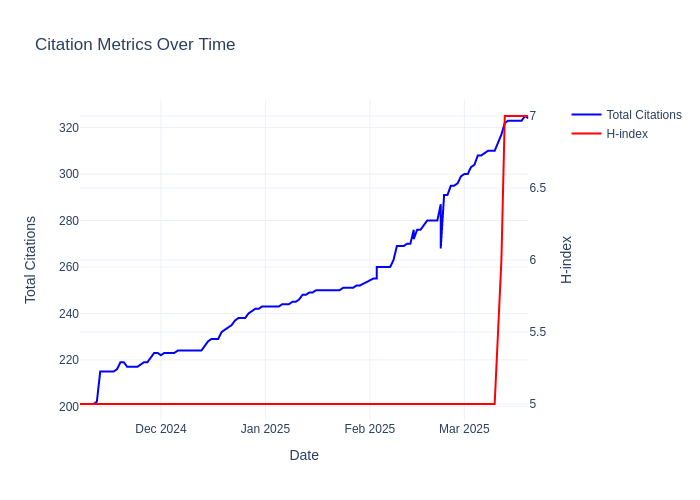 Citation Metrics Over Time
Total Citations
H-index
320
300
280
260
240
220
200
7
6.5
6
5.5
5
Total Citations
H-index
Dec 2024
Jan 2025
Feb 2025
Mar 2025
Date